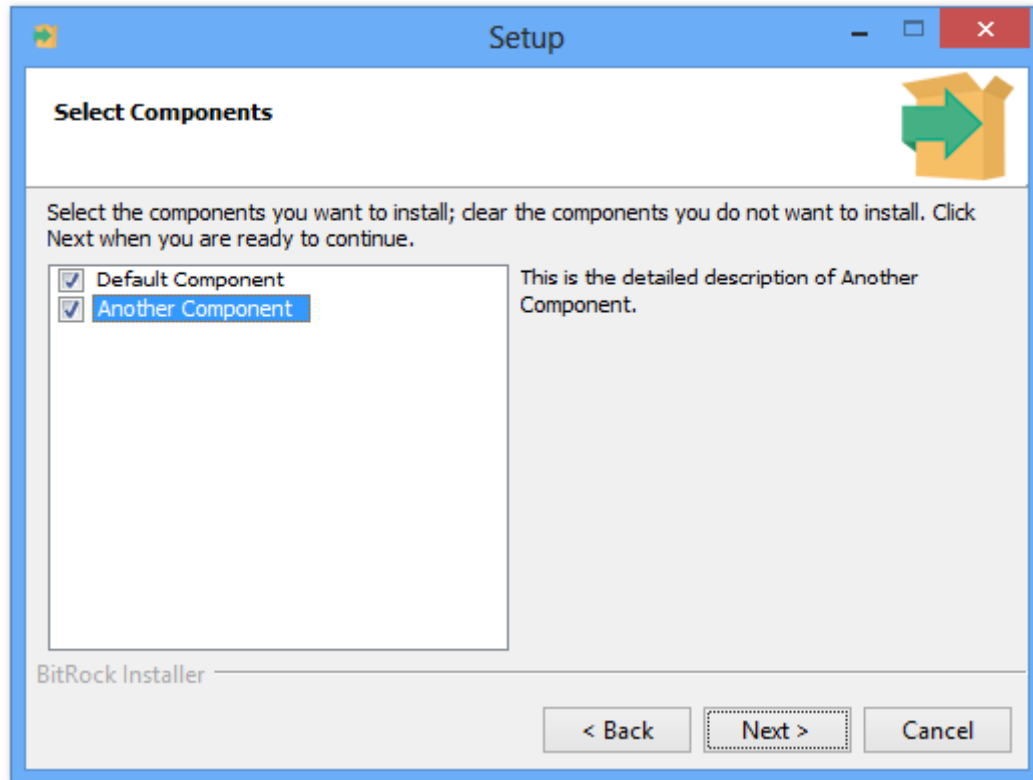 Setup
Select Components
Select the components you want to install; clear the components you do not want to install. Click
Next when you are ready to continue.
Default Component
Another Component
This is the detailed description of Another
Component.
BitRock Installer
< Back
Next >
Cancel